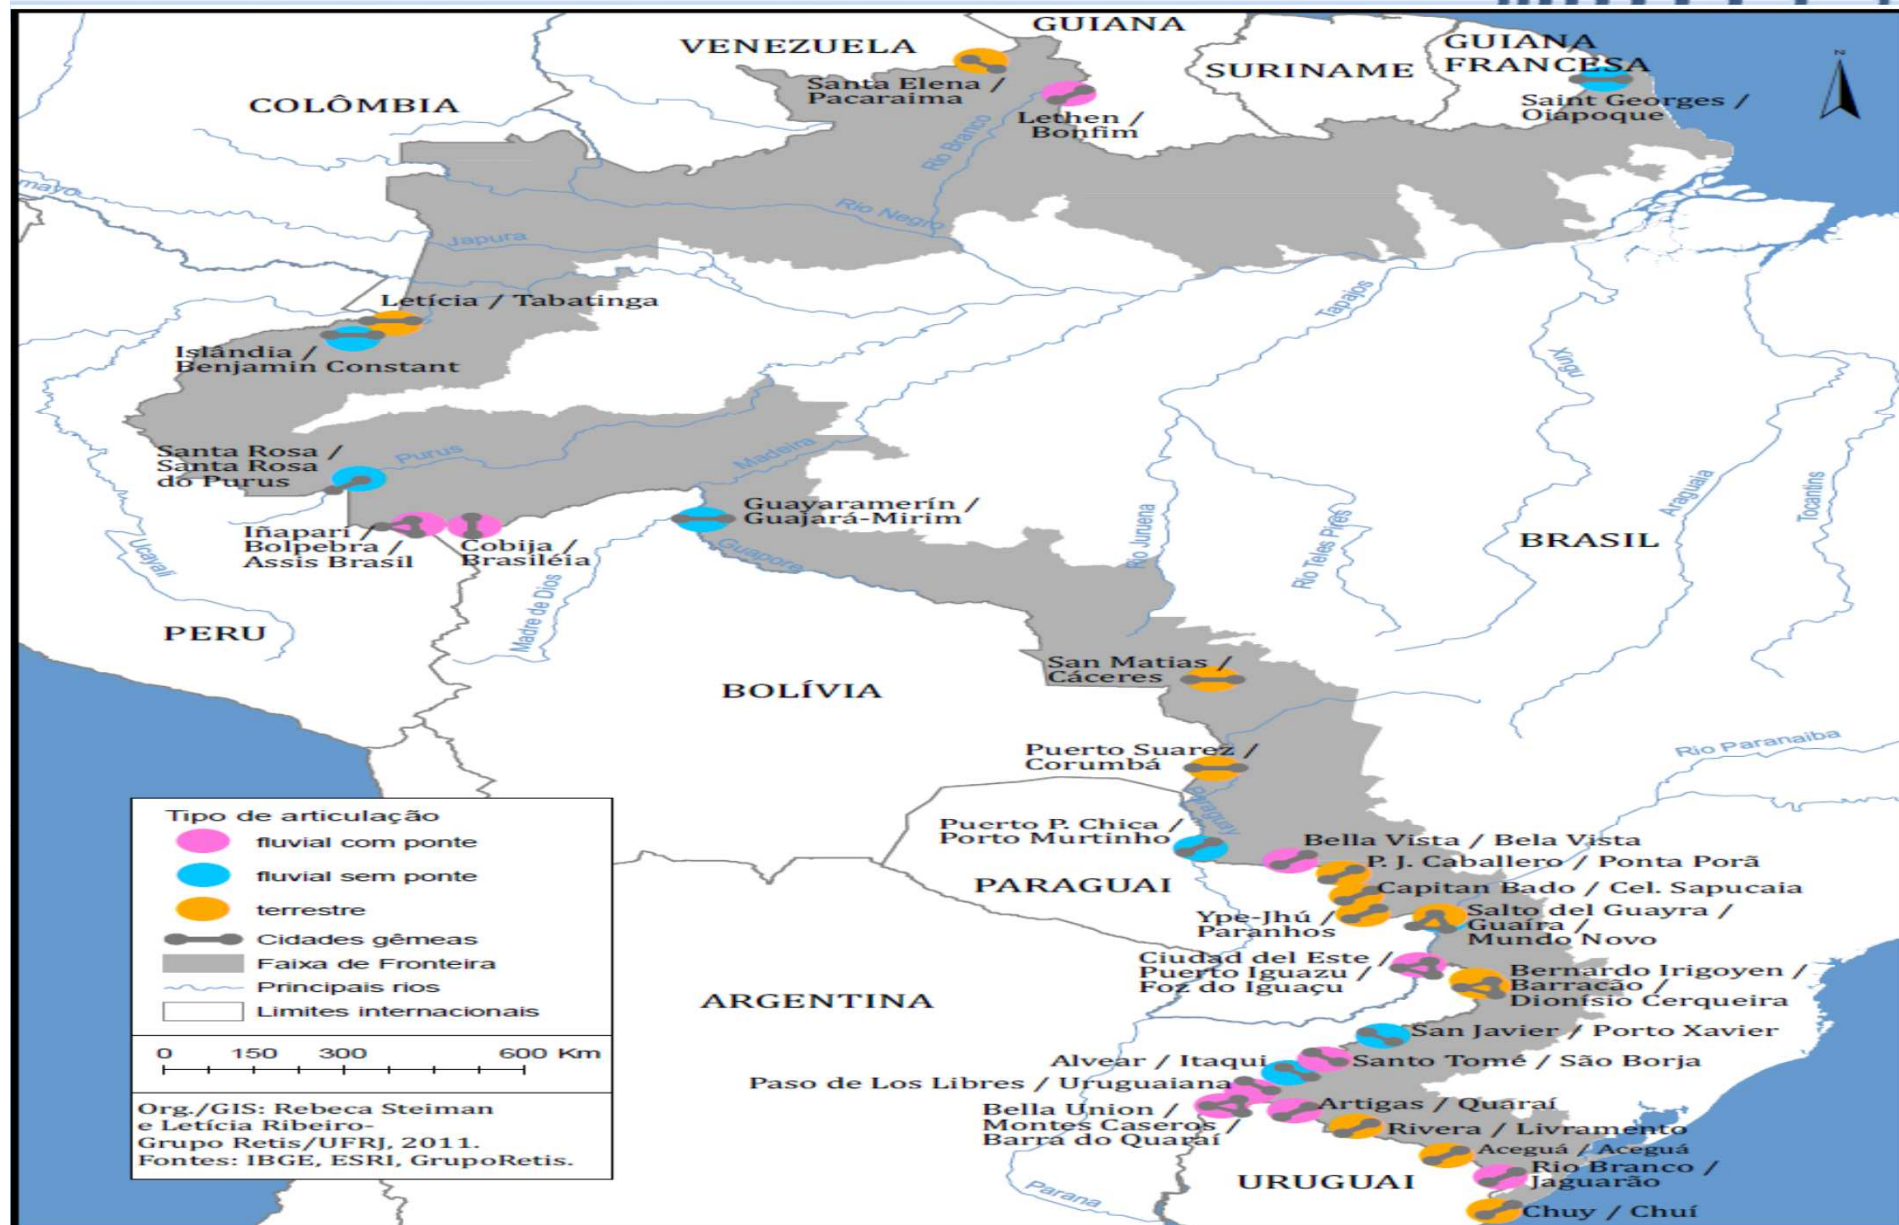 GUIANA
VENEZUELA
GUIANA
FRANCESA
SURINAME
COLÔMBIA
Santa Elena /
Pacaraima
Lethen /
Bonfim
Saint Georges /
Oiapoque
N
Rio Branco
mayo
Rio Negro
Japura
Letícia / Tabatinga
Islândia /
Benjamin Constant
Tapajos
Xingu
Santa Rosa /
Santa Rosa
do Purus
Purus
Madeira
Araguaia
Tocantins
Guayaramerín /
Guajará-Mirim
Iñapari /
Bolpebra /
Assis Brasil
Cobija /
Brasiléia
Ucayali
Guapore
Rio Juruena
Rio Teles Pires
BRASIL
Madre de Dios
PERU
San Matias /
Cáceres
BOLÍVIA
Rio Paranaiba
Puerto Suarez /
Corumbá
Paraguay
Puerto P. Chica /
Porto Murtinho
Bella Vista / Bela Vista
P. J. Caballero / Ponta Porã
PARAGUAI
Capitan Bado / Cel. Sapucaia
Ype-Jhú /
Paranhos
Salto del Guayra /
Guaíra /
Mundo Novo
Ciudad del Este /
Puerto Iguazu /
Foz do Iguaçu
Bernardo Irigoyen /
Barracão /
Dionísio Cerqueira
ARGENTINA
San Javier / Porto Xavier
Alvear / Itaqui
Santo Tomé / São Borja
Paso de Los Libres / Uruguaiana
Bella Union /
Montes Caseros /
Barra do Quaraí
Artigas / Quaraí
Rivera / Livramento
Aceguá / Aceguá
Rio Branco /
Jaguarão
URUGUAI
Parana
Chuy / Chuí
Tipo de articulação
fluvial com ponte
fluvial sem ponte
terrestre
Cidades gêmeas
Faixa de Fronteira
Principais rios
Limites internacionais
0 150 300 600 Km
Org./GIS: Rebeca Steiman
e Letícia Ribeiro-
Grupo Retis/UFRJ, 2011.
Fontes: IBGE, ESRI, GrupoRetis.